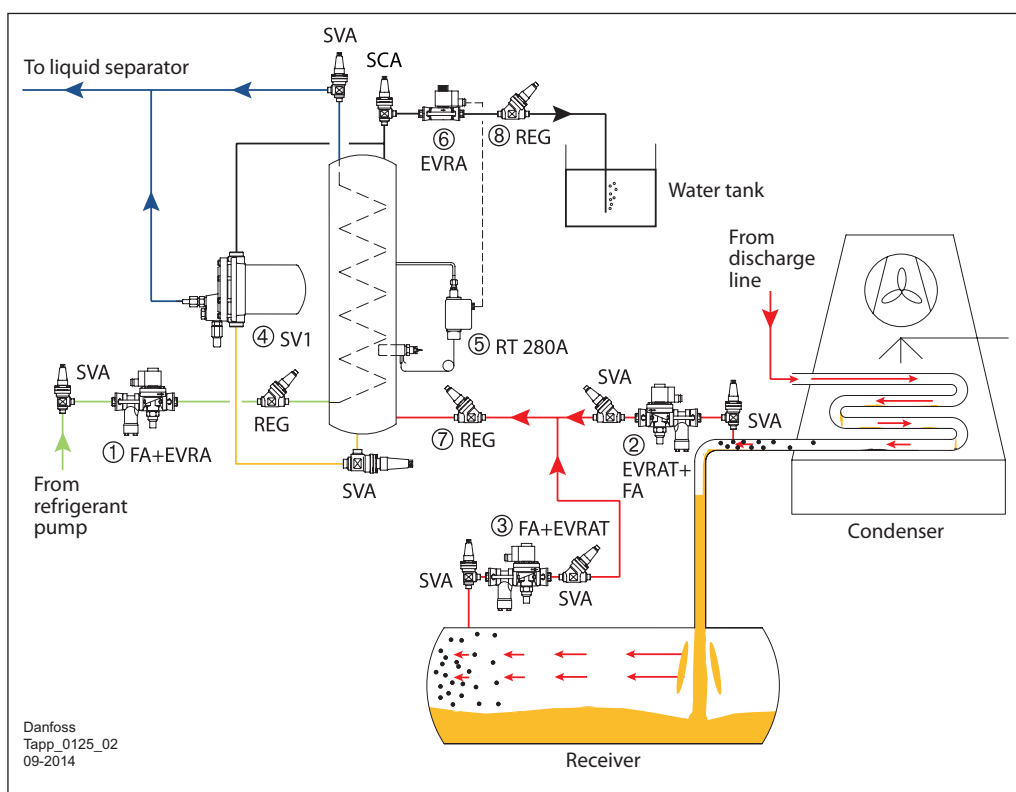 SVA
To liquid separator
SCA
⑧ REG
⑥
EVRA
Water tank
From
discharge
line
④ SV1
⑤ RT 280A
SVA
SVA
REG
⑦ REG
SVA
① FA+EVRA
②
EVRAT+
FA
SVA
From
refrigerant
pump
Condenser
③ FA+EVRAT
SVA
SVA
Danfoss
Tapp_0125_02
09-2014
Receiver